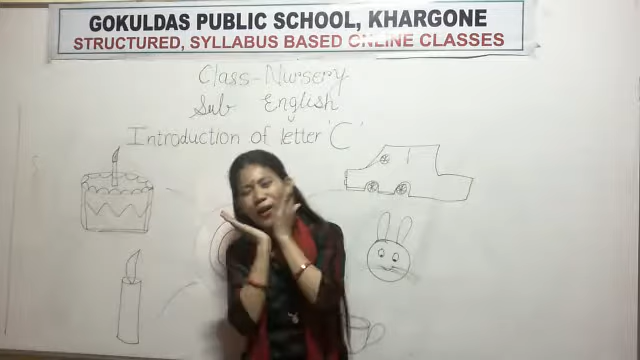 GOKULDAS PUBLIC SCHOOL, KHARGONE
STRUCTURED, SYLLABUS BASED ONLINE CLASSES
Class-Nursery
Sub English
Introduction of letter 'C'